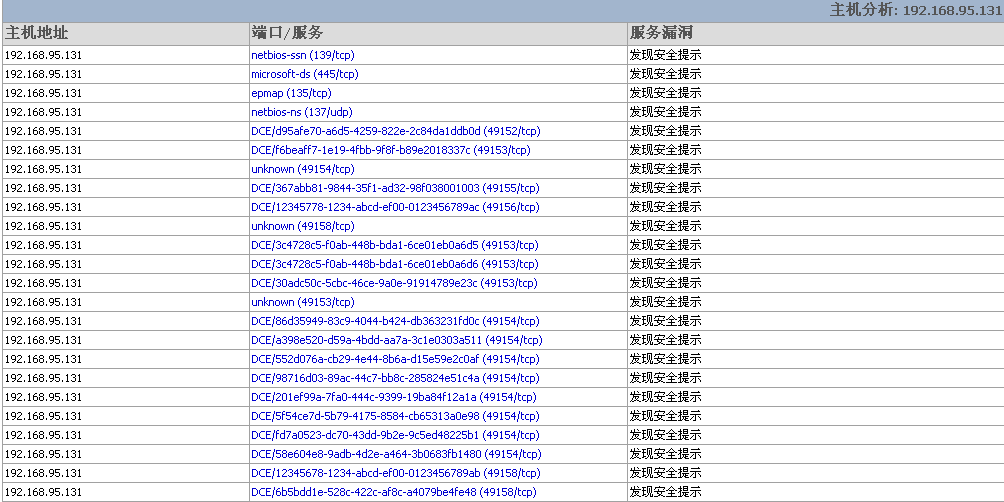 主机分析: 192.168.95.131
主机地址 端口/服务 服务漏洞
192.168.95.131 netbios-ssn (139/tcp) 发现安全提示
192.168.95.131 microsoft-ds (445/tcp) 发现安全提示
192.168.95.131 epmap (135/tcp) 发现安全提示
192.168.95.131 netbios-ns (137/udp) 发现安全提示
192.168.95.131 DCE/d95afe70-a6d5-4259-822e-2c84da1ddb0d (49152/tcp) 发现安全提示
192.168.95.131 DCE/f6beaff7-1e19-4fbb-9f8f-b89e2018337c (49153/tcp) 发现安全提示
192.168.95.131 unknown (49154/tcp) 发现安全提示
192.168.95.131 DCE/367abb81-9844-35f1-ad32-98f038001003 (49155/tcp) 发现安全提示
192.168.95.131 DCE/12345778-1234-abcd-ef00-0123456789ac (49156/tcp) 发现安全提示
192.168.95.131 unknown (49158/tcp) 发现安全提示
192.168.95.131 DCE/3c4728c5-f0ab-448b-bda1-6ce01eb0a6d5 (49153/tcp) 发现安全提示
192.168.95.131 DCE/3c4728c5-f0ab-448b-bda1-6ce01eb0a6d6 (49153/tcp) 发现安全提示
192.168.95.131 DCE/30adc50c-5cbc-46ce-9a0e-91914789e23c (49153/tcp) 发现安全提示
192.168.95.131 unknown (49153/tcp) 发现安全提示
192.168.95.131 DCE/86d35949-83c9-4044-b424-db363231fd0c (49154/tcp) 发现安全提示
192.168.95.131 DCE/a398e520-d59a-4bdd-aa7a-3c1e0303a511 (49154/tcp) 发现安全提示
192.168.95.131 DCE/552d076a-cb29-4e44-8b6a-d15e59e2c0af (49154/tcp) 发现安全提示
192.168.95.131 DCE/98716d03-89ac-44c7-bb8c-285824e51c4a (49154/tcp) 发现安全提示
192.168.95.131 DCE/201ef99a-7fa0-444c-9399-19ba84f12a1a (49154/tcp) 发现安全提示
192.168.95.131 DCE/5f54ce7d-5b79-4175-8584-cb65313a0e98 (49154/tcp) 发现安全提示
192.168.95.131 DCE/fd7a0523-dc70-43dd-9b2e-9c5ed48225b1 (49154/tcp) 发现安全提示
192.168.95.131 DCE/58e604e8-9adb-4d2e-a464-3b0683fb1480 (49154/tcp) 发现安全提示
192.168.95.131 DCE/12345678-1234-abcd-ef00-0123456789ab (49158/tcp) 发现安全提示
192.168.95.131 DCE/6b5bdd1e-528c-422c-af8c-a4079be4fe48 (49158/tcp) 发现安全提示